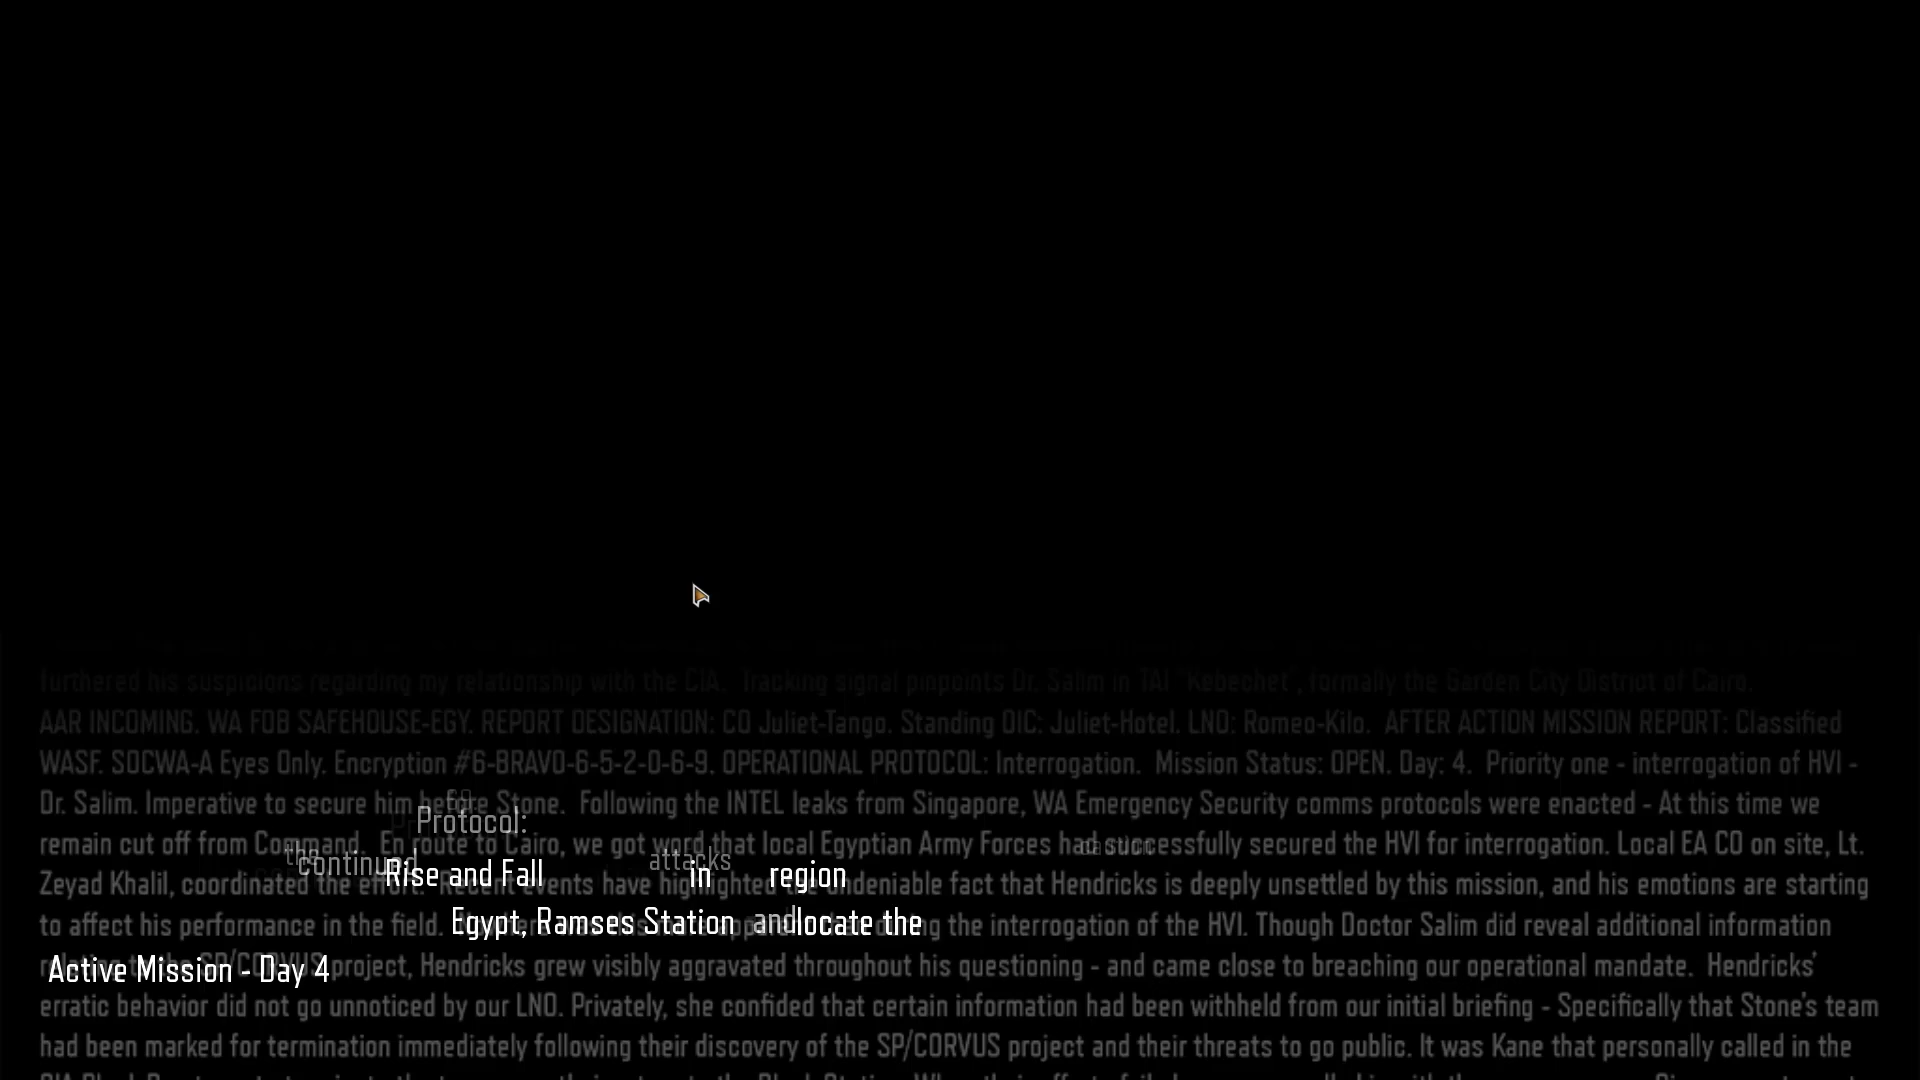 furthered his suspicions regarding my relationship with the CIA. Tracking signal pinpoints Dr. Salim in TAI "Kebechet", formally the Garden City District of Cairo.
AAR INCOMING. WA FOB SAFEHOUSE-EGY. REPORT DESIGNATION: CO Juliet-Tango. Standing OIC: Juliet-Hotel. LNO: Romeo-Kilo. AFTER ACTION MISSION REPORT: Classified
WASF. SOCWA-A Eyes Only. Encryption #6-BRAVO-6-5-2-0-6-9. OPERATIONAL PROTOCOL: Interrogation. Mission Status: OPEN. Day: 4. Priority one - interrogation of HVI -
Dr. Salim. Imperative to secure him before Stone. Following the INTEL leaks from Singapore, WA Emergency Security comms protocols were enacted - At this time we
Protocol:
remain cut off from Command. En route to Cairo, we got word that local Egyptian Army Forces had successfully secured the HVI for interrogation. Local EA CO on site, Lt.
the continued attacks
Rise and Fall in region
Zeyad Khalil, coordinated the effort. Recent events have highlighted the undeniable fact that Hendricks is deeply unsettled by this mission, and his emotions are starting
Egypt, Ramses Station and locate the
to affect his performance in the field. the interrogation of the HVI. Though Doctor Salim did reveal additional information
Active Mission - Day 4
SP/CORVUS project, Hendricks grew visibly aggravated throughout his questioning - and came close to breaching our operational mandate. Hendricks'
erratic behavior did not go unnoticed by our LNO. Privately, she confided that certain information had been withheld from our initial briefing - Specifically that Stone's team
had been marked for termination immediately following their discovery of the SP/CORVUS project and their threats to go public. It was Kane that personally called in the